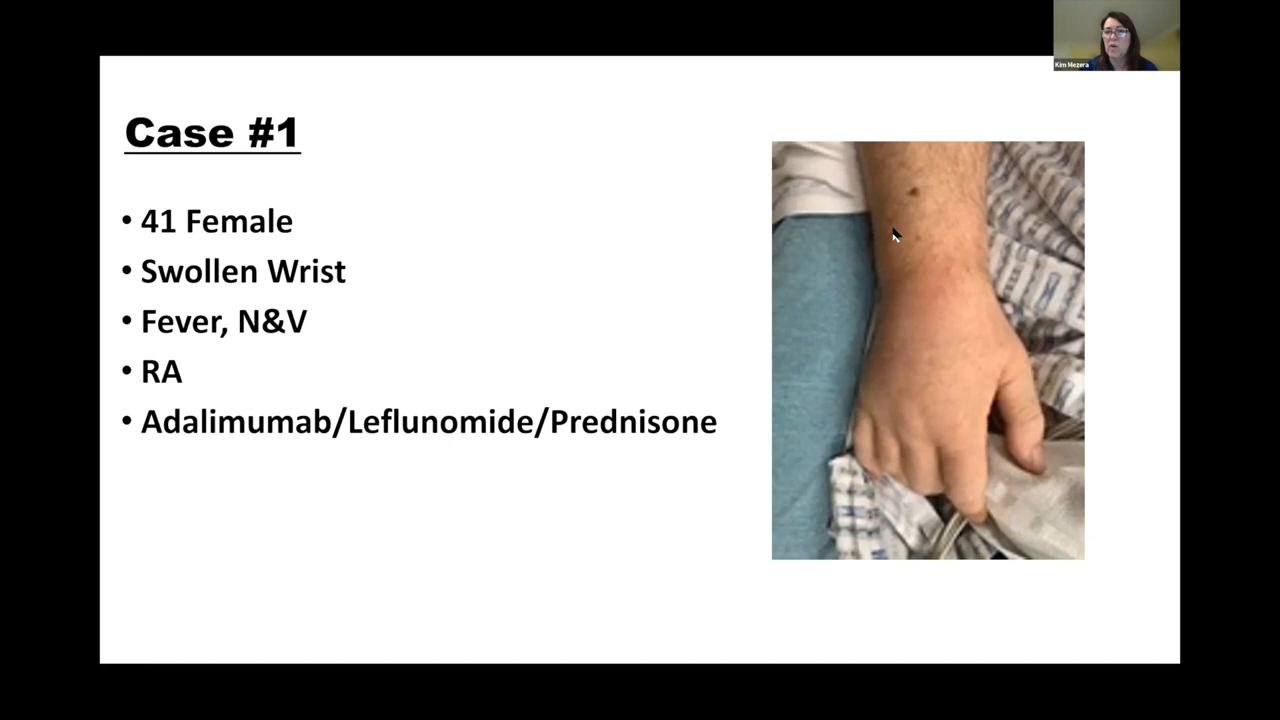 Kim Mezera
Case #1
• 41 Female
• Swollen Wrist
• Fever, N&V
• RA
• Adalimumab/Leflunomide/Prednisone